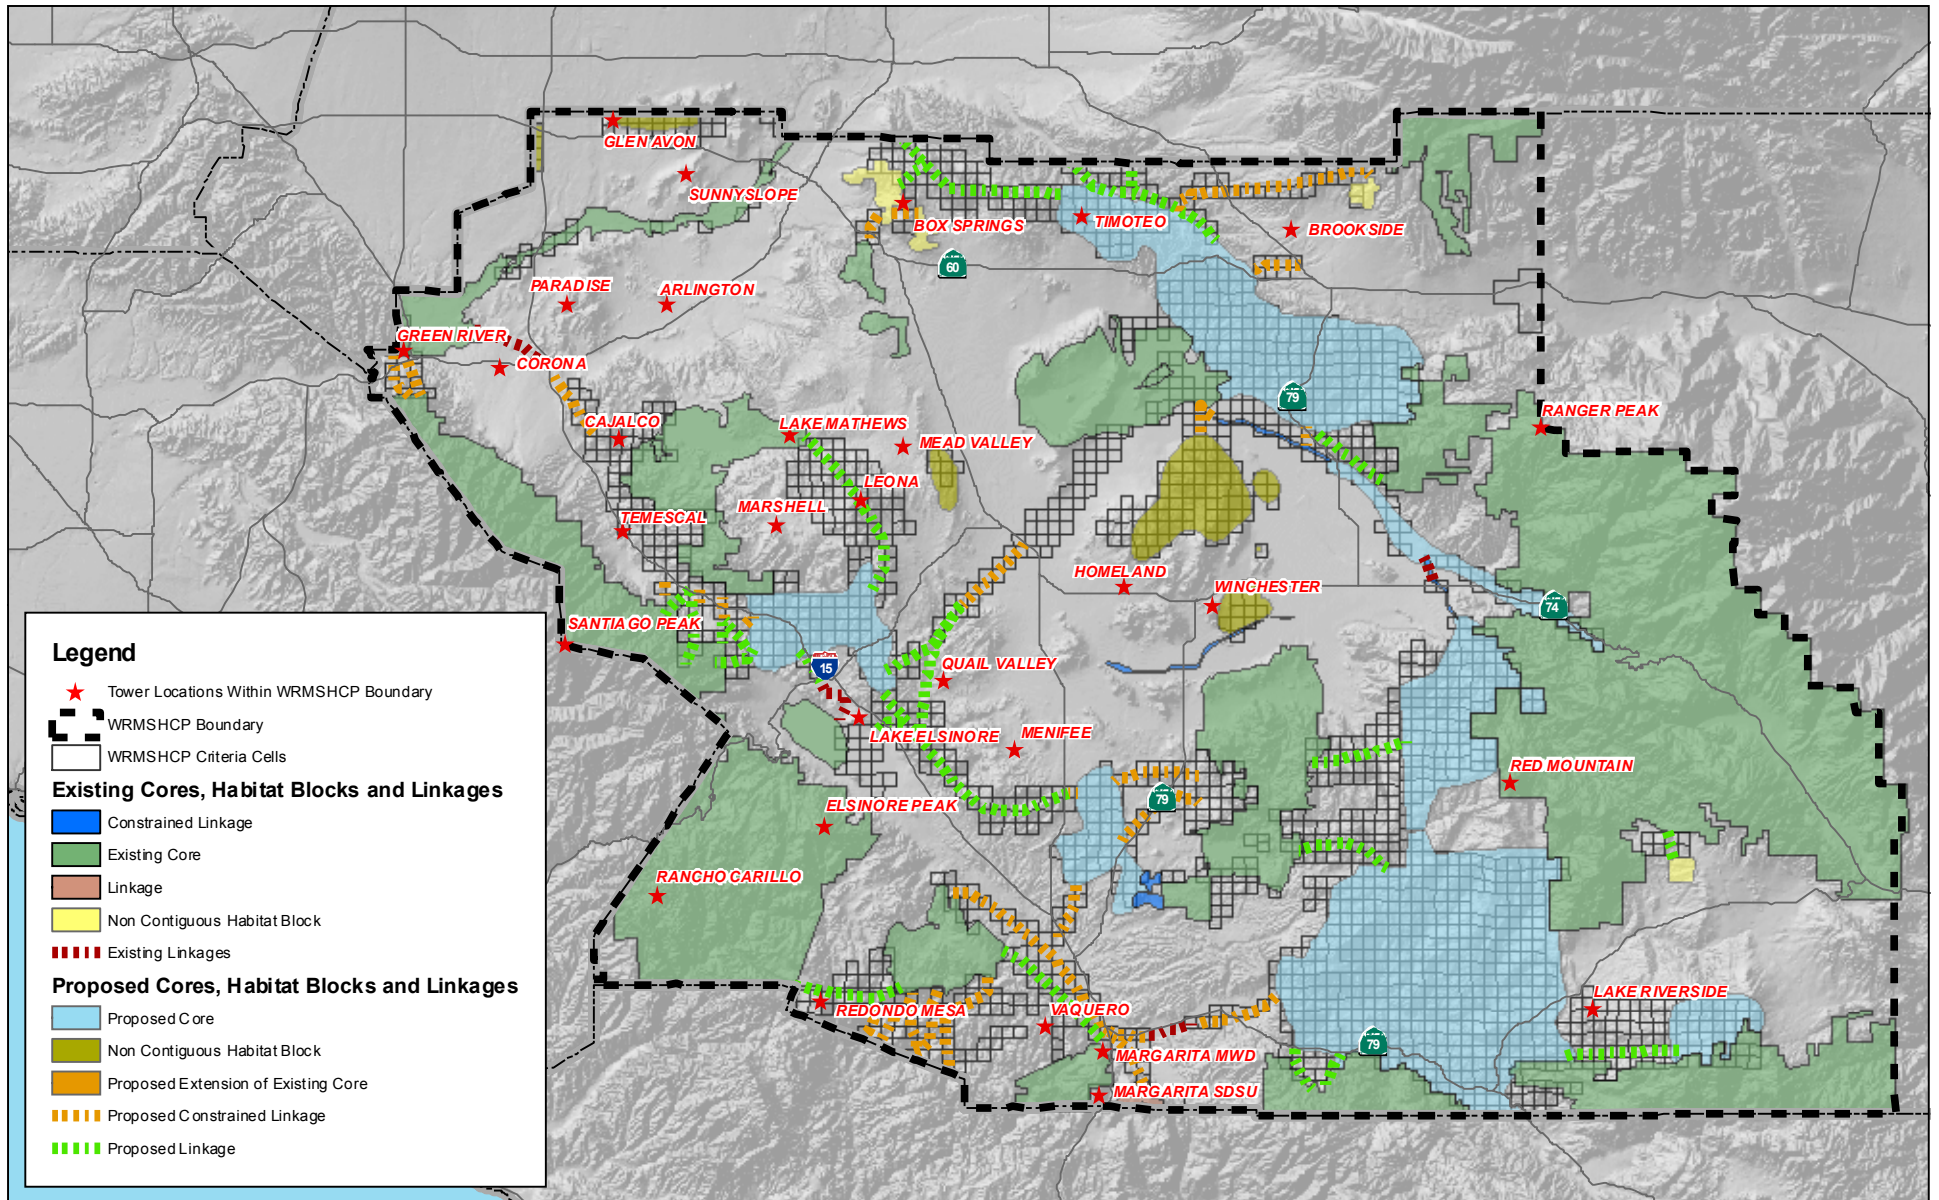 GLEN AVON
SUNNYSLOPE
BOX SPRINGS
TIMOTEO
BROOKSIDE
60
PARADISE
ARLINGTON
GREEN RIVER
CORONA
79
RANGER PEAK
CAJALCO
LAKE MATHEWS
MEAD VALLEY
LEONA
MARSHELL
TEMESCAL
HOMELAND
WINCHESTER
74
SANTIAGO PEAK
15
QUAIL VALLEY
LAKE ELSINORE
MENIFEE
RED MOUNTAIN
79
ELSINORE PEAK
RANCHO CARILLO
REDONDO MESA
VAQUERO
LAKE RIVERSIDE
79
MARGARITA MWD
MARGARITA SDSU
Legend
Tower Locations Within WRMSHCP Boundary
WRMSHCP Boundary
WRMSHCP Criteria Cells
Existing Cores, Habitat Blocks and Linkages
Constrained Linkage
Existing Core
Linkage
Non Contiguous Habitat Block
Existing Linkages
Proposed Cores, Habitat Blocks and Linkages
Proposed Core
Non Contiguous Habitat Block
Proposed Extension of Existing Core
Proposed Constrained Linkage
Proposed Linkage